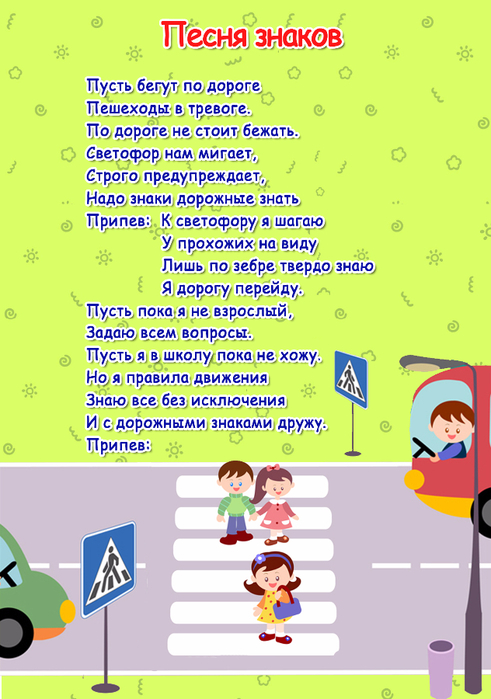 Песня знаков
Пусть бегут по дороге
Пешеходы в тревоге.
По дороге не стоит бежать.
Светофор нам мигает,
Строго предупреждает,
Надо знаки дорожные знать
Припев: К светофору я шагаю
У прохожих на виду
Лишь по зебре твердо знаю
Я дорогу перейду.
Пусть пока я не взрослый,
Задаю всем вопросы.
Пусть я в школу пока не хожу.
Но я правила движения
Знаю все без исключения
И с дорожными знаками дружу.
Припев: